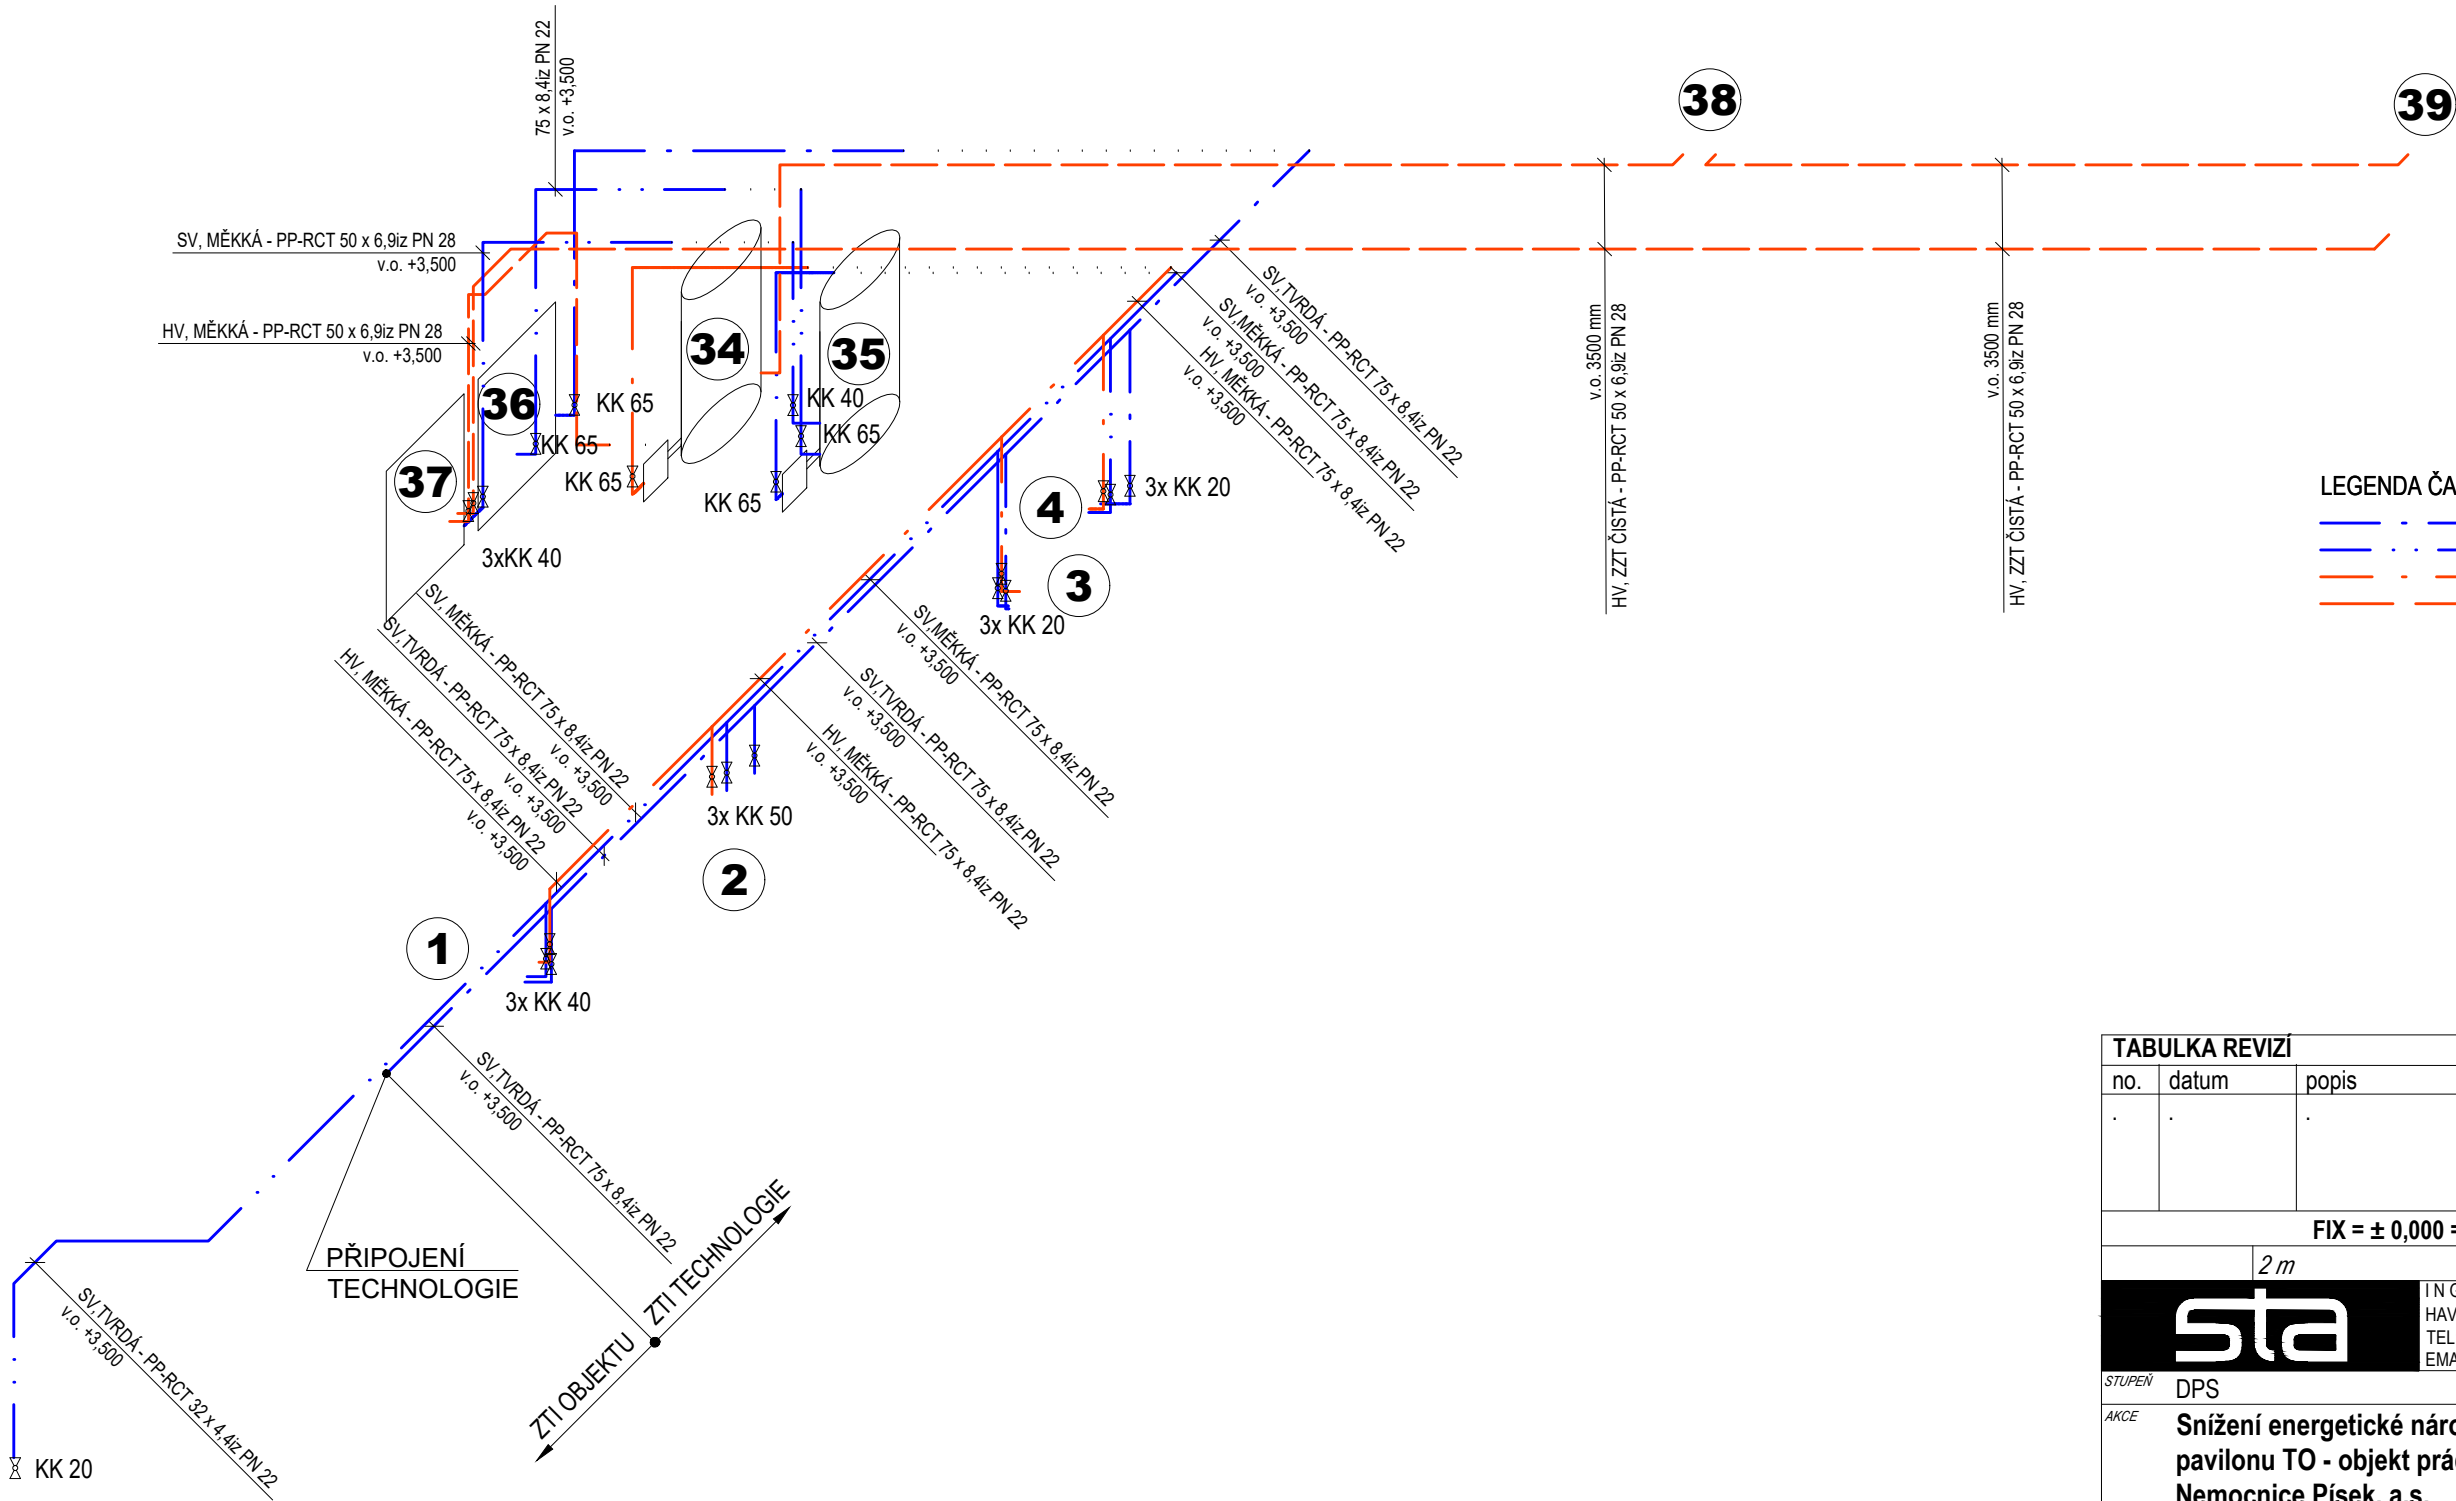 75 x 8,4iz PN 22
v.o. +3,500
38
39
SV, MĚKKÁ - PP-RCT 50 x 6,9iz PN 28
v.o. +3,500
HV, MĚKKÁ - PP-RCT 50 x 6,9iz PN 28
v.o. +3,500
34
35
36
37
KK 65
KK 40
KK 65
KK 65
KK 65
KK 65
3xKK 40
SV,TVRDÁ - PP-RCT 75 x 8,4iz PN 22
v.o. +3,500
SV,MĚKKÁ - PP-RCT 75 x 8,4iz PN 22
v.o. +3,500
HV, MĚKKÁ - PP-RCT 75 x 8,4iz PN 22
v.o. +3,500
v.o. 3500 mm
HV, ZZT ČISTÁ - PP-RCT 50 x 6,9iz PN 28
v.o. 3500 mm
HV, ZZT ČISTÁ - PP-RCT 50 x 6,9iz PN 28
LEGENDA ČA
4
3x KK 20
3
3x KK 20
SV, MĚKKÁ - PP-RCT 75 x 8,4iz PN 22
v.o. +3,500
SV,TVRDÁ - PP-RCT 75 x 8,4iz PN 22
v.o. +3,500
HV, MĚKKÁ - PP-RCT 75 x 8,4iz PN 22
v.o. +3,500
SV,MĚKKÁ - PP-RCT 75 x 8,4iz PN 22
v.o. +3,500
SV,TVRDÁ - PP-RCT 75 x 8,4iz PN 22
v.o. +3,500
HV, MĚKKÁ - PP-RCT 75 x 8,4iz PN 22
v.o. +3,500
3x KK 50
2
1
3x KK 40
SV,TVRDÁ - PP-RCT 75 x 8,4iz PN 22
v.o. +3,500
PŘIPOJENÍ
TECHNOLOGIE
ZTI TECHNOLOGIE
ZTI OBJEKTU
SV,TVRDÁ - PP-RCT 32 x 4,4iz PN 22
v.o. +3,500
KK 20
TABULKA REVIZÍ
no. datum popis
. . .
FIX = ± 0,000 =
2 m
sta
ING
HAV
TEL
EMA
STUPEŇ DPS
AKCE Snížení energetické náro
pavilonu TO - objekt prád
Nemocnice Písek, a.s.